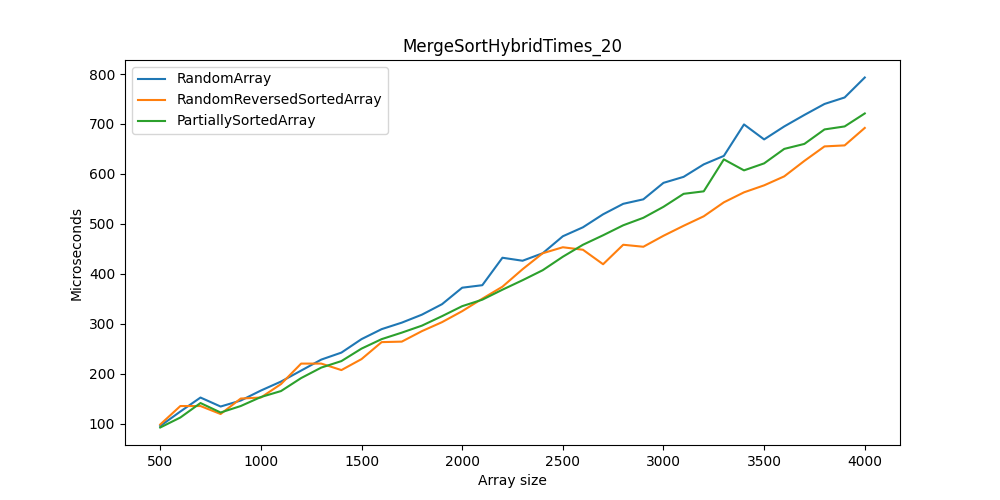 MergeSortHybridTimes_20
RandomArray
RandomReversedSortedArray
PartiallySortedArray
Microseconds
800
700
600
500
400
300
200
100
500 1000 1500 2000 2500 3000 3500 4000
Array size